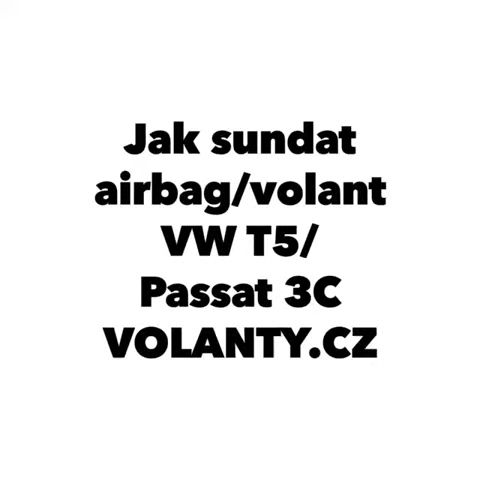 Jak sundat
airbag/volant
VW T5/
Passat 3C
VOLANTY.CZ